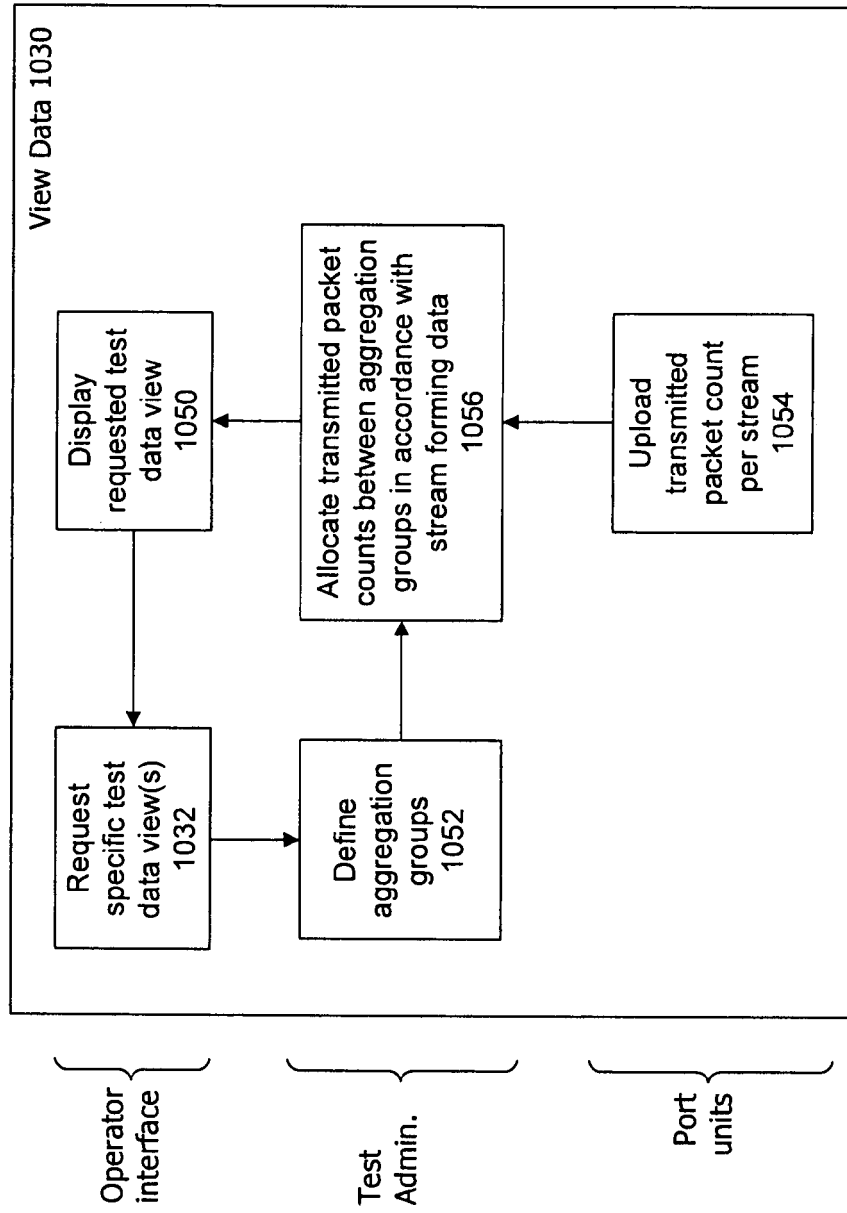 View Data 1030
Operator
interface
Request
specific test
data view(s)
1032
Display
requested test
data view
1050
Test
Admin.
Define
aggregation
groups
1052
Allocate transmitted packet
counts between aggregation
groups in accordance with
stream forming data
1056
Port
units
Upload
transmitted
packet count
per stream
1054